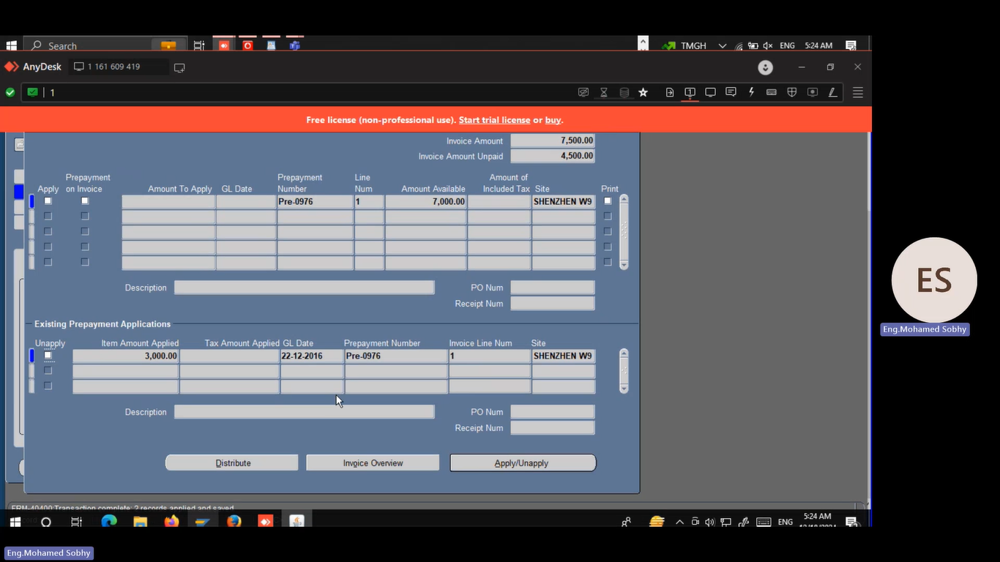 Search
TMGH
ENG
5:24 AM
AnyDesk
1 161 609 419
1
1
Free license (non-professional use). Start trial license or buy.
Invoice Amount 7,500.00
Invoice Amount Unpaid 4,500.00
Prepayment Prepayment Line Amount of
Apply on Invoice Amount To Apply GL Date Number Num Amount Available Included Tax Site Print
Pre-0976 1 7,000.00 SHENZHEN W9
Description PO Num
Receipt Num
Existing Prepayment Applications
Unapply Item Amount Applied Tax Amount Applied GL Date Prepayment Number Invoice Line Num Site
3,000.00 22-12-2016 Pre-0976 1 SHENZHEN W9
Description PO Num
Receipt Num
Distribute Invoice Overview Apply/Unapply
FRM-40400:Transaction complete: 2 records applied and saved
ENG
5:24 AM
ES
Eng.Mohamed Sobhy
Eng.Mohamed Sobhy